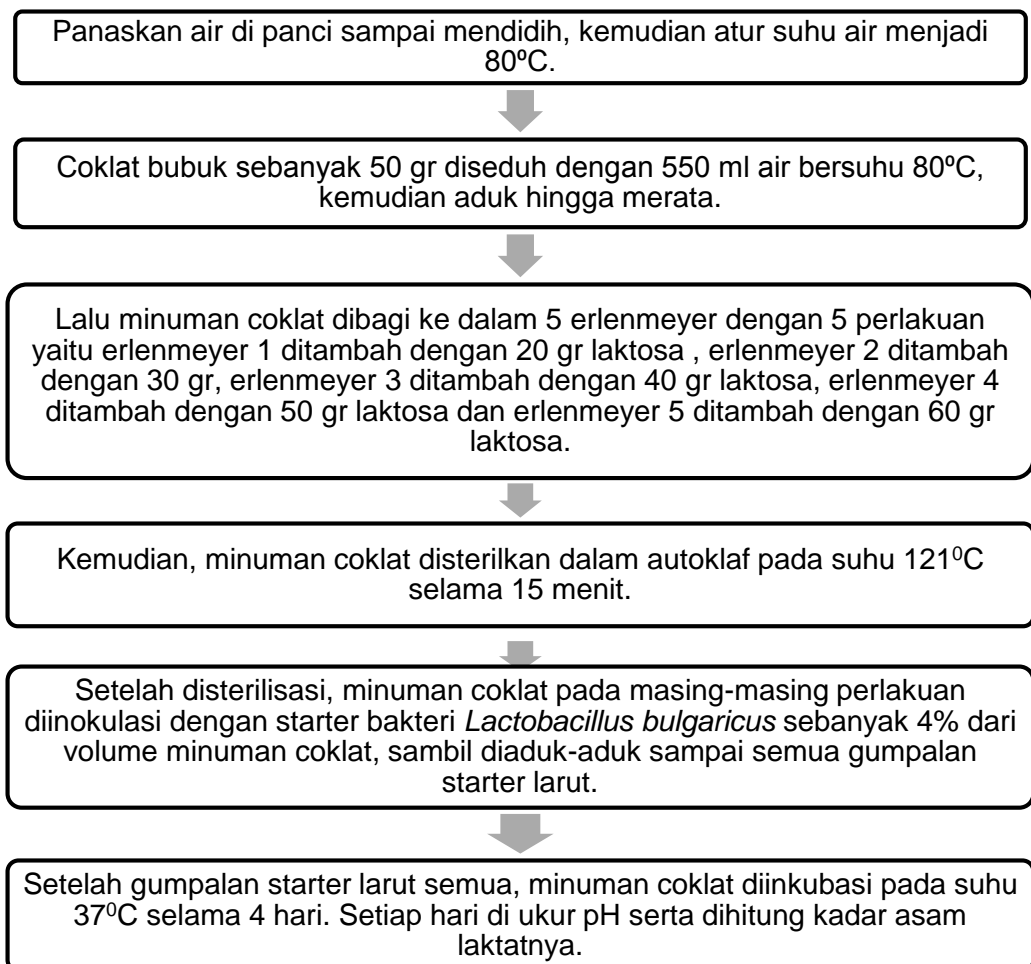 Panaskan air di panci sampai mendidih, kemudian atur suhu air menjadi
80⁰C.
Coklat bubuk sebanyak 50 gr diseduh dengan 550 ml air bersuhu 80⁰C,
kemudian aduk hingga merata.
Lalu minuman coklat dibagi ke dalam 5 erlenmeyer dengan 5 perlakuan
yaitu erlenmeyer 1 ditambah dengan 20 gr laktosa , erlenmeyer 2 ditambah
dengan 30 gr, erlenmeyer 3 ditambah dengan 40 gr laktosa, erlenmeyer 4
ditambah dengan 50 gr laktosa dan erlenmeyer 5 ditambah dengan 60 gr
laktosa.
Kemudian, minuman coklat disterilkan dalam autoklaf pada suhu 121⁰C
selama 15 menit.
Setelah disterilisasi, minuman coklat pada masing-masing perlakuan
diinokulasi dengan starter bakteri Lactobacillus bulgaricus sebanyak 4% dari
volume minuman coklat, sambil diaduk-aduk sampai semua gumpalan
starter larut.
Setelah gumpalan starter larut semua, minuman coklat diinkubasi pada suhu
37⁰C selama 4 hari. Setiap hari di ukur pH serta dihitung kadar asam
laktatnya.